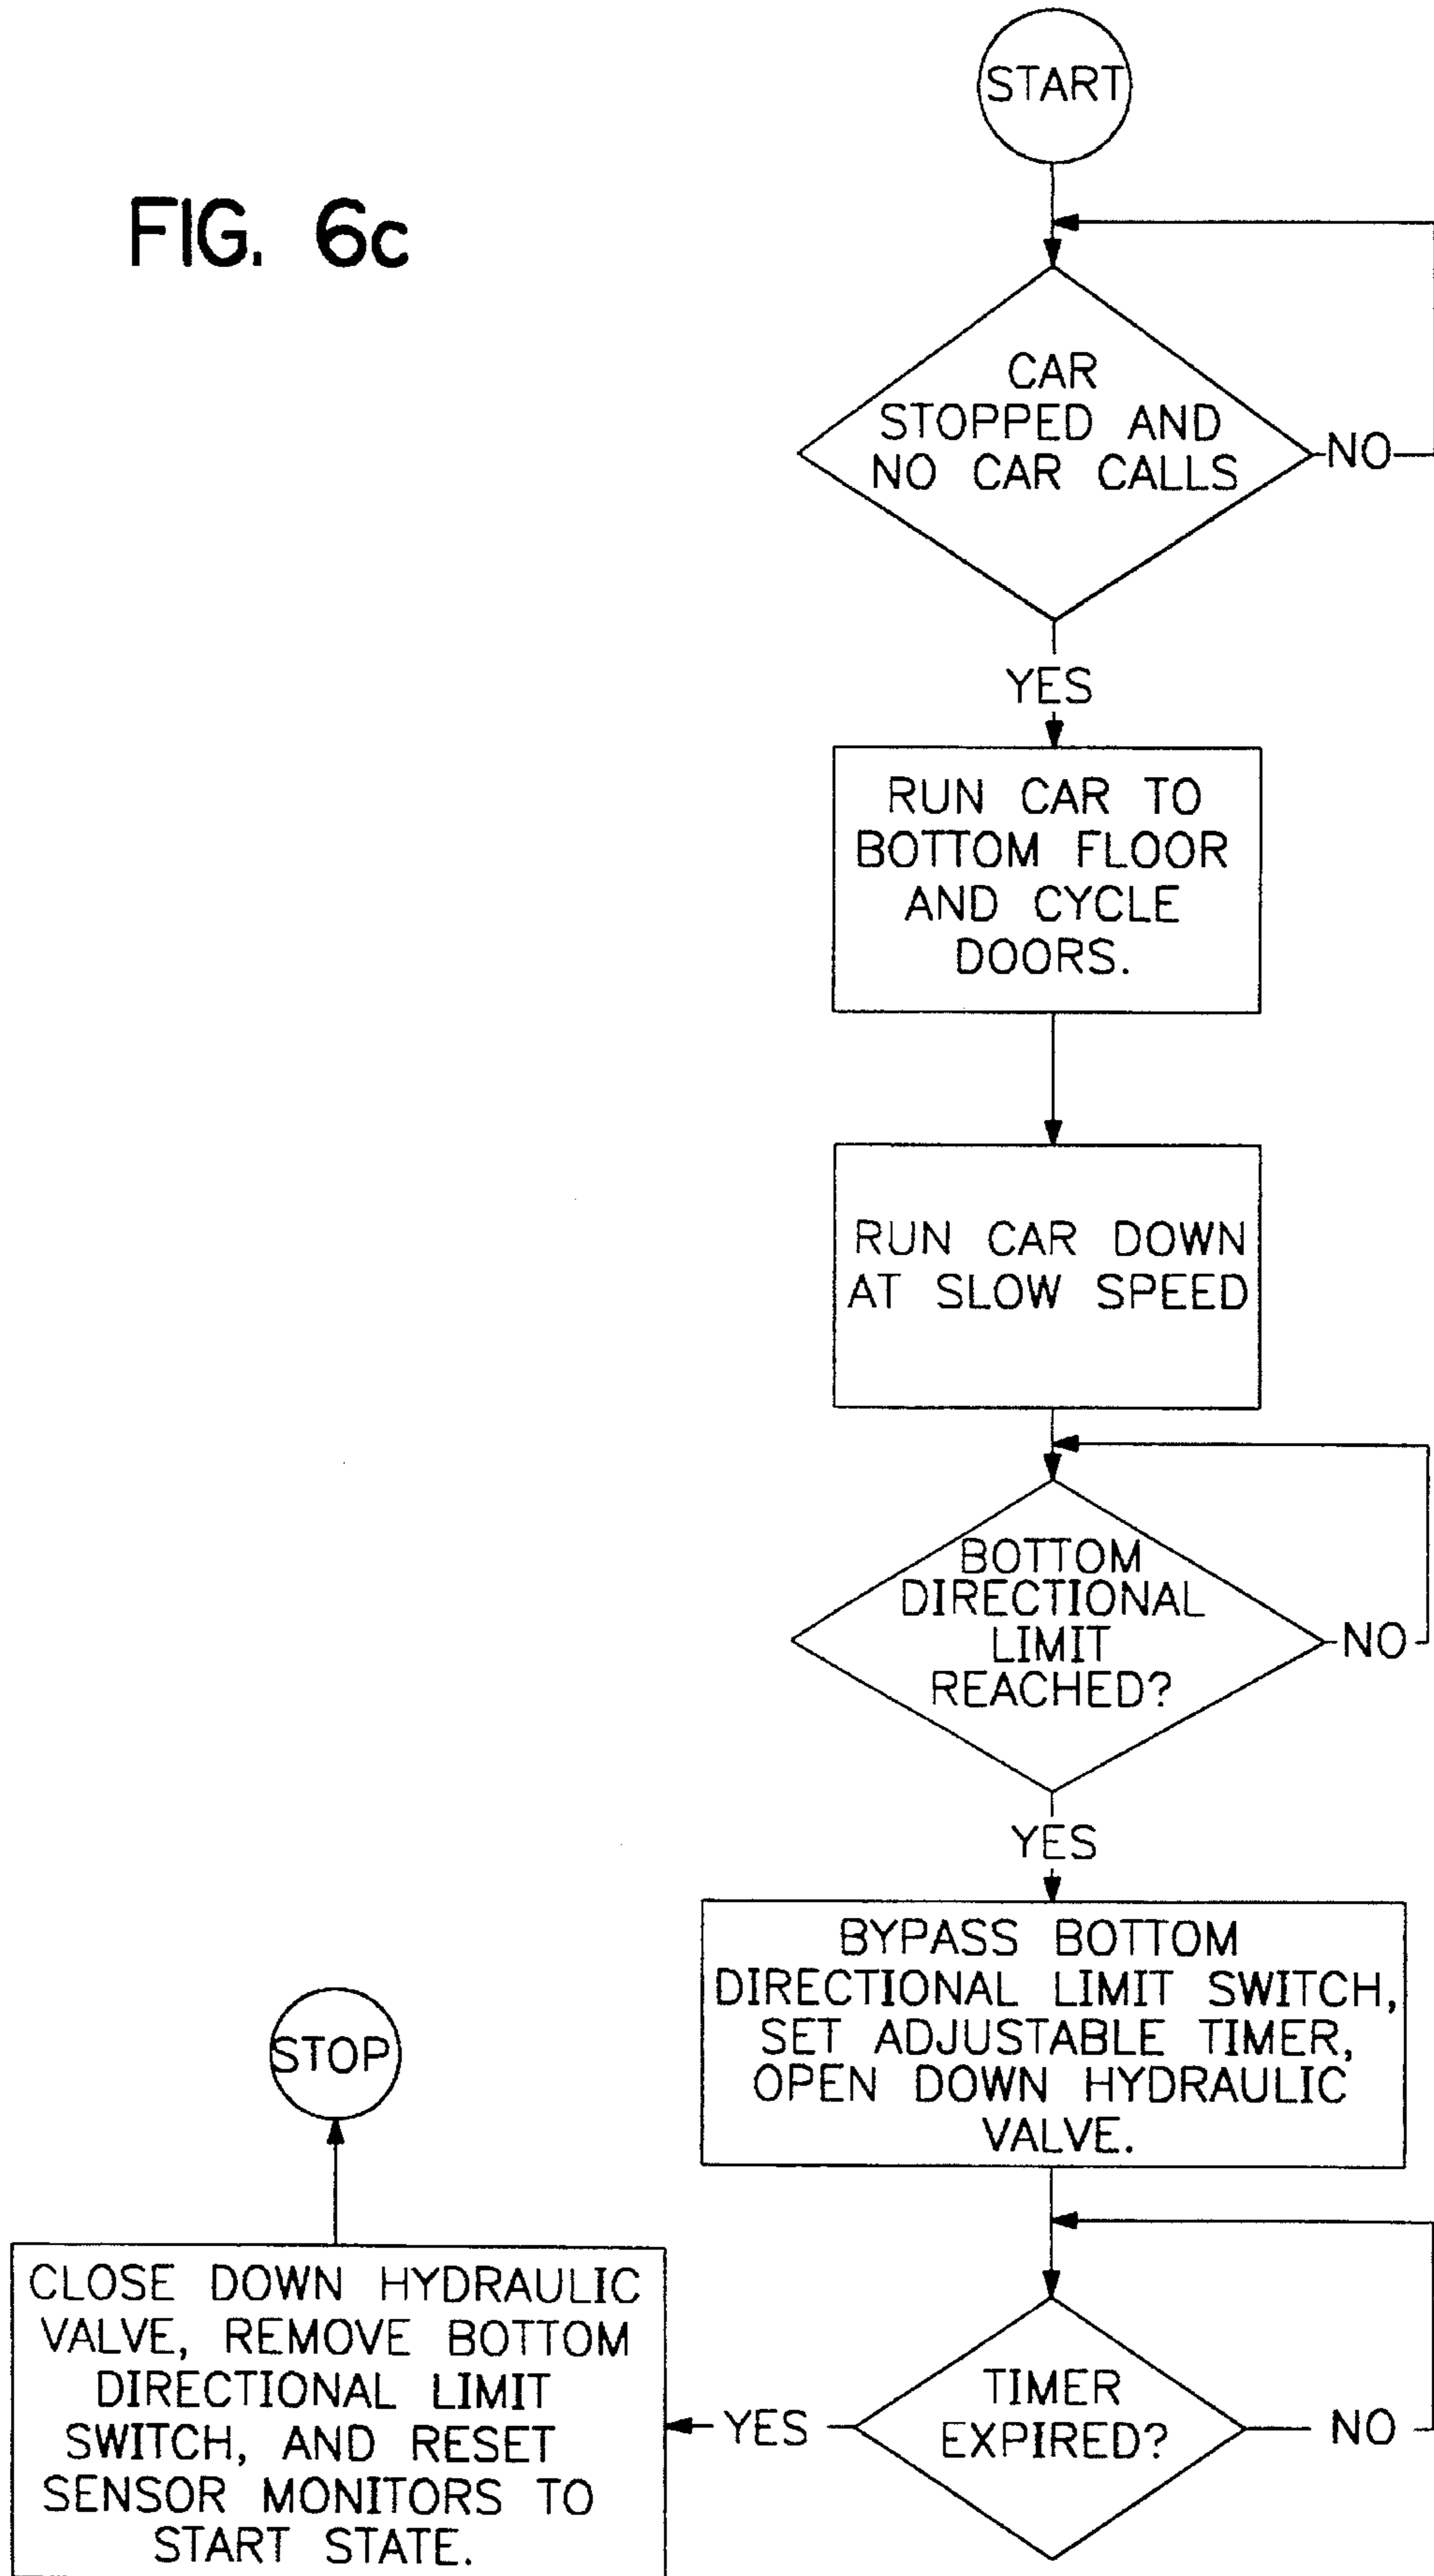 FIG. 6c
START
CAR
STOPPED AND
NO CAR CALLS
NO
YES
RUN CAR TO
BOTTOM FLOOR
AND CYCLE
DOORS.
RUN CAR DOWN
AT SLOW SPEED
BOTTOM
DIRECTIONAL
LIMIT
REACHED?
NO
YES
BYPASS BOTTOM
DIRECTIONAL LIMIT SWITCH,
SET ADJUSTABLE TIMER,
OPEN DOWN HYDRAULIC
VALVE.
TIMER
EXPIRED?
NO
YES
CLOSE DOWN HYDRAULIC
VALVE, REMOVE BOTTOM
DIRECTIONAL LIMIT
SWITCH, AND RESET
SENSOR MONITORS TO
START STATE.
STOP